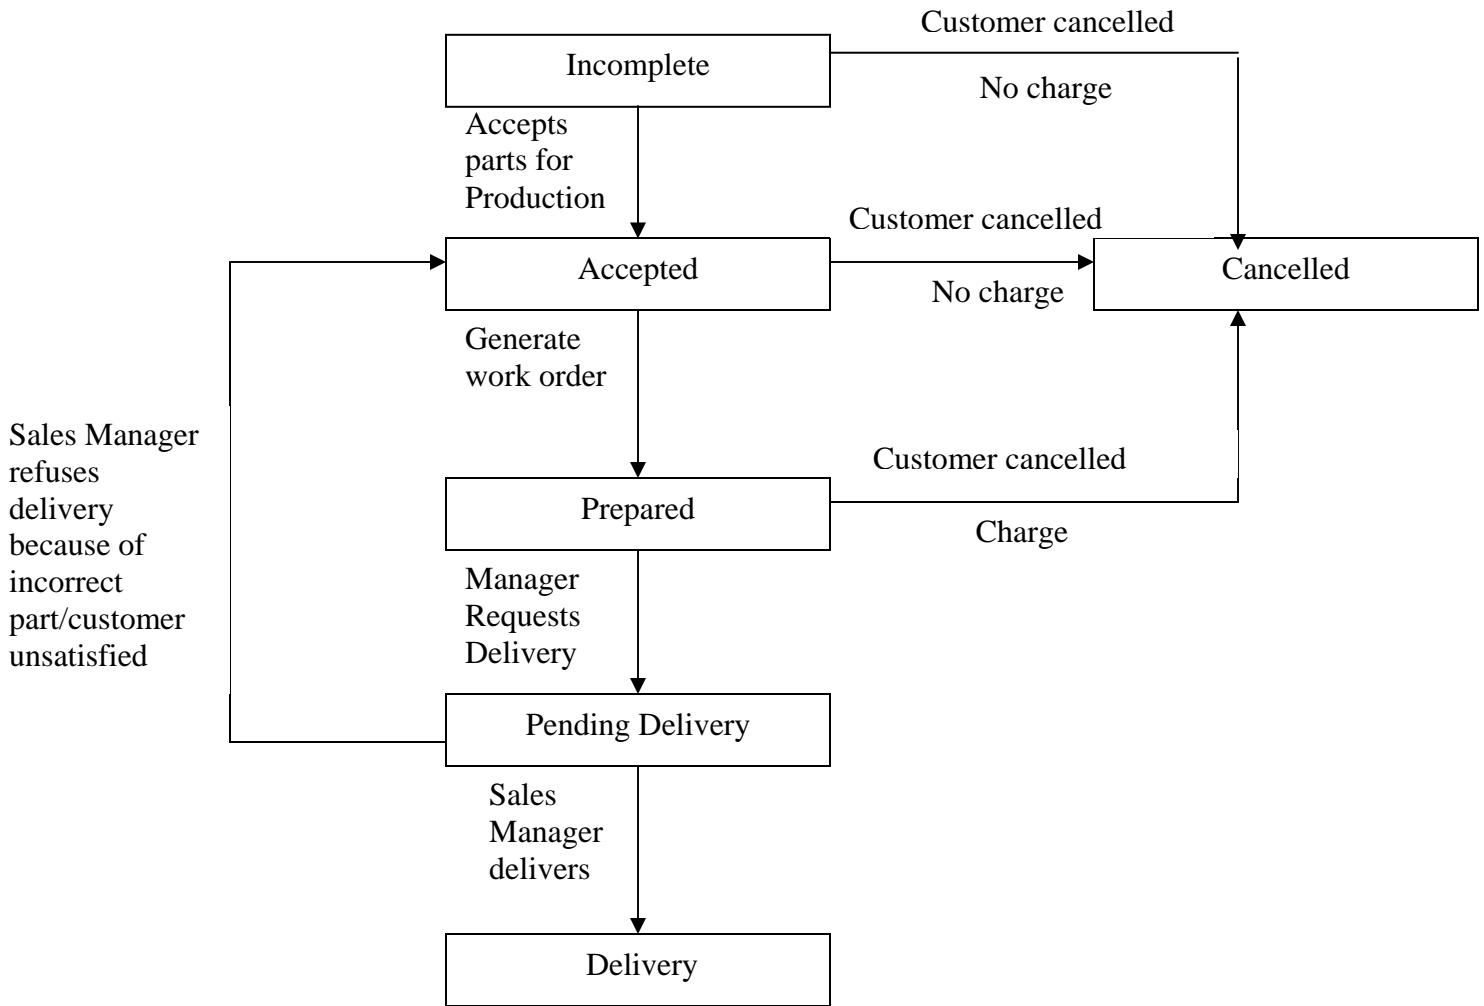 Customer cancelled
Incomplete
No charge
Accepts
parts for
Production
Customer cancelled
Accepted
Cancelled
No charge
Generate
work order
Sales Manager
refuses
delivery
because of
incorrect
part/customer
unsatisfied
Customer cancelled
Prepared
Charge
Manager
Requests
Delivery
Pending Delivery
Sales
Manager
delivers
Delivery